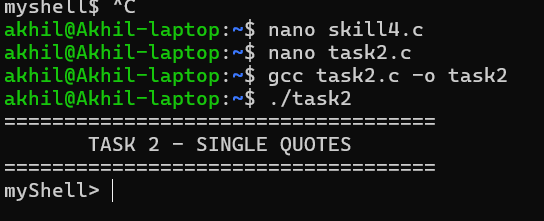 myshell$ ^C
akhil@Akhil-laptop:~$ nano skill4.c
akhil@Akhil-laptop:~$ nano task2.c
akhil@Akhil-laptop:~$ gcc task2.c -o task2
akhil@Akhil-laptop:~$ ./task2
====================================
       TASK 2 - SINGLE QUOTES
====================================
myShell>